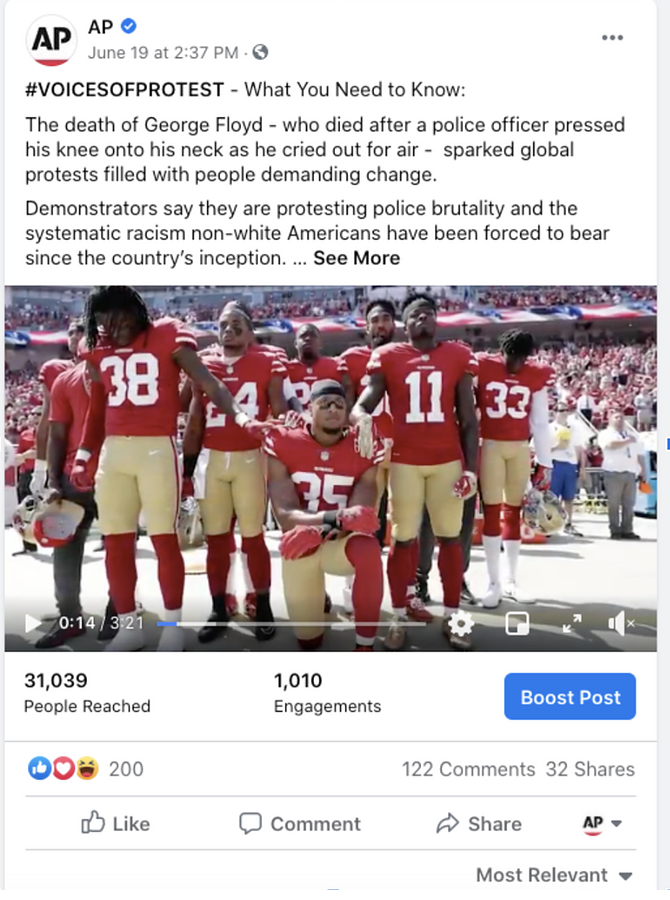 AP
AP
June 19 at 2:37 PM ·
#VOICESOFPROTEST - What You Need to Know:
The death of George Floyd - who died after a police officer pressed
his knee onto his neck as he cried out for air - sparked global
protests filled with people demanding change.
Demonstrators say they are protesting police brutality and the
systematic racism non-white Americans have been forced to bear
since the country’s inception. ... See More
38
24
11
33
35
0:14 / 3:21
31,039
People Reached
1,010
Engagements
Boost Post
200
122 Comments 32 Shares
Like
Comment
Share
AP
Most Relevant